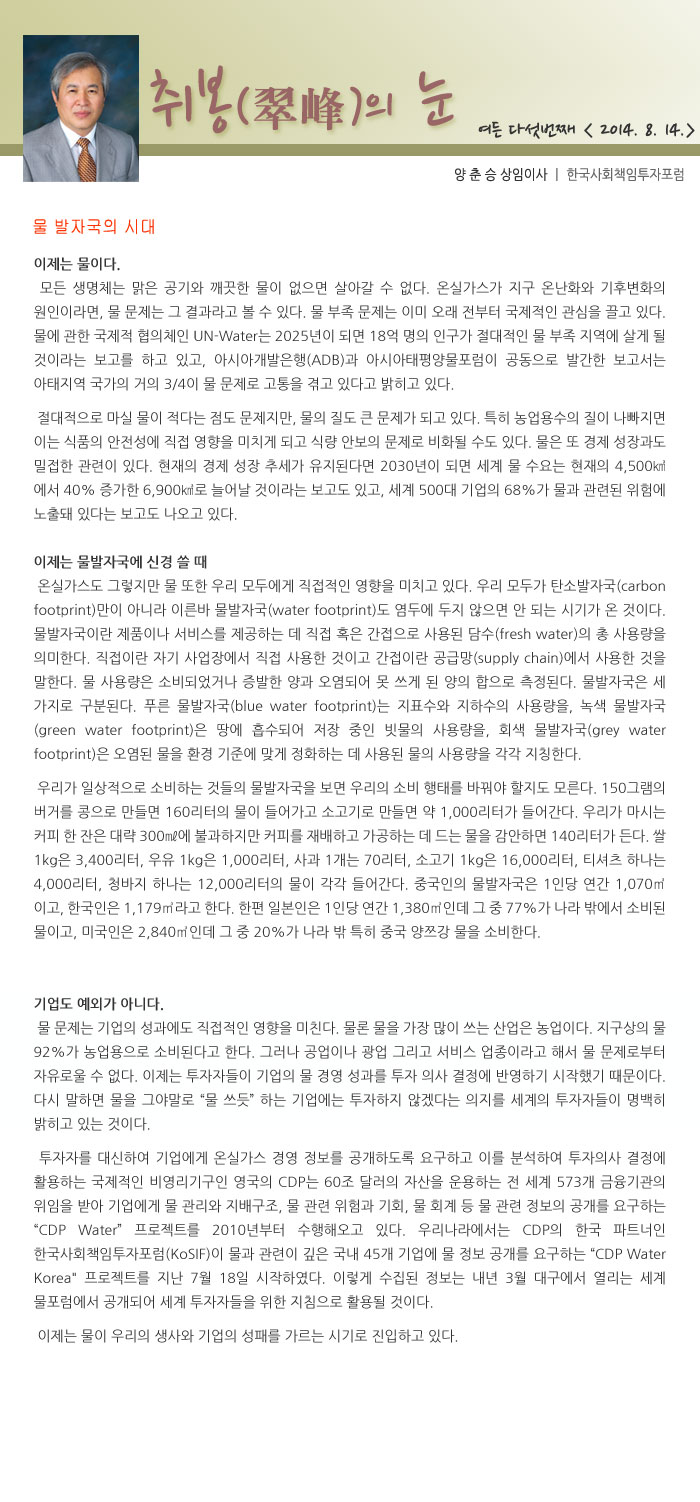 취봉(翠峰)의 눈
여든 다섯번째 < 2014. 8. 14.>
양 춘 승 상임이사 ㅣ 한국사회책임투자포럼
물 발자국의 시대
이제는 물이다.
모든 생명체는 맑은 공기와 깨끗한 물이 없으면 살아갈 수 없다. 온실가스가 지구 온난화와 기후변화의
원인이라면, 물 문제는 그 결과라고 볼 수 있다. 물 부족 문제는 이미 오래 전부터 국제적인 관심을 끌고 있다.
물에 관한 국제적 협의체인 UN-Water는 2025년이 되면 18억 명의 인구가 절대적인 물 부족 지역에 살게 될
것이라는 보고를 하고 있고, 아시아개발은행(ADB)과 아시아태평양물포럼이 공동으로 발간한 보고서는
아태지역 국가의 거의 3/4이 물 문제로 고통을 겪고 있다고 밝히고 있다.
절대적으로 마실 물이 적다는 점도 문제지만, 물의 질도 큰 문제가 되고 있다. 특히 농업용수의 질이 나빠지면
이는 식품의 안전성에 직접 영향을 미치게 되고 식량 안보의 문제로 비화될 수도 있다. 물은 또 경제 성장과도
밀접한 관련이 있다. 현재의 경제 성장 추세가 유지된다면 2030년이 되면 세계 물 수요는 현재의 4,500㎦
에서 40% 증가한 6,900㎦로 늘어날 것이라는 보고도 있고, 세계 500대 기업의 68%가 물과 관련된 위험에
노출돼 있다는 보고도 나오고 있다.
이제는 물발자국에 신경 쓸 때
온실가스도 그렇지만 물 또한 우리 모두에게 직접적인 영향을 미치고 있다. 우리 모두가 탄소발자국(carbon
footprint)만이 아니라 이른바 물발자국(water footprint)도 염두에 두지 않으면 안 되는 시기가 온 것이다.
물발자국이란 제품이나 서비스를 제공하는 데 직접 혹은 간접으로 사용된 담수(fresh water)의 총 사용량을
의미한다. 직접이란 자기 사업장에서 직접 사용한 것이고 간접이란 공급망(supply chain)에서 사용한 것을
말한다. 물 사용량은 소비되었거나 증발한 양과 오염되어 못 쓰게 된 양의 합으로 측정된다. 물발자국은 세
가지로 구분된다. 푸른 물발자국(blue water footprint)는 지표수와 지하수의 사용량을, 녹색 물발자국
(green water footprint)은 땅에 흡수되어 저장 중인 빗물의 사용량을, 회색 물발자국(grey water
footprint)은 오염된 물을 환경 기준에 맞게 정화하는 데 사용된 물의 사용량을 각각 지칭한다.
우리가 일상적으로 소비하는 것들의 물발자국을 보면 우리의 소비 행태를 바꿔야 할지도 모른다. 150그램의
버거를 콩으로 만들면 160리터의 물이 들어가고 소고기로 만들면 약 1,000리터가 들어간다. 우리가 마시는
커피 한 잔은 대략 300㎖에 불과하지만 커피를 재배하고 가공하는 데 드는 물을 감안하면 140리터가 든다. 쌀
1kg은 3,400리터, 우유 1kg은 1,000리터, 사과 1개는 70리터, 소고기 1kg은 16,000리터, 티셔츠 하나는
4,000리터, 청바지 하나는 12,000리터의 물이 각각 들어간다. 중국인의 물발자국은 1인당 연간 1,070㎥
이고, 한국인은 1,179㎥라고 한다. 한편 일본인은 1인당 연간 1,380㎥인데 그 중 77%가 나라 밖에서 소비된
물이고, 미국인은 2,840㎥인데 그 중 20%가 나라 밖 특히 중국 양쯔강 물을 소비한다.
기업도 예외가 아니다.
물 문제는 기업의 성과에도 직접적인 영향을 미친다. 물론 물을 가장 많이 쓰는 산업은 농업이다. 지구상의 물
92%가 농업용으로 소비된다고 한다. 그러나 공업이나 광업 그리고 서비스 업종이라고 해서 물 문제로부터
자유로울 수 없다. 이제는 투자자들이 기업의 물 경영 성과를 투자 의사 결정에 반영하기 시작했기 때문이다.
다시 말하면 물을 그야말로 “물 쓰듯” 하는 기업에는 투자하지 않겠다는 의지를 세계의 투자자들이 명백히
밝히고 있는 것이다.
투자자를 대신하여 기업에게 온실가스 경영 정보를 공개하도록 요구하고 이를 분석하여 투자의사 결정에
활용하는 국제적인 비영리기구인 영국의 CDP는 60조 달러의 자산을 운용하는 전 세계 573개 금융기관의
위임을 받아 기업에게 물 관리와 지배구조, 물 관련 위험과 기회, 물 회계 등 물 관련 정보의 공개를 요구하는
“CDP Water” 프로젝트를 2010년부터 수행해오고 있다. 우리나라에서는 CDP의 한국 파트너인
한국사회책임투자포럼(KoSIF)이 물과 관련이 깊은 국내 45개 기업에 물 정보 공개를 요구하는 “CDP Water
Korea" 프로젝트를 지난 7월 18일 시작하였다. 이렇게 수집된 정보는 내년 3월 대구에서 열리는 세계
물포럼에서 공개되어 세계 투자자들을 위한 지침으로 활용될 것이다.
이제는 물이 우리의 생사와 기업의 성패를 가르는 시기로 진입하고 있다.